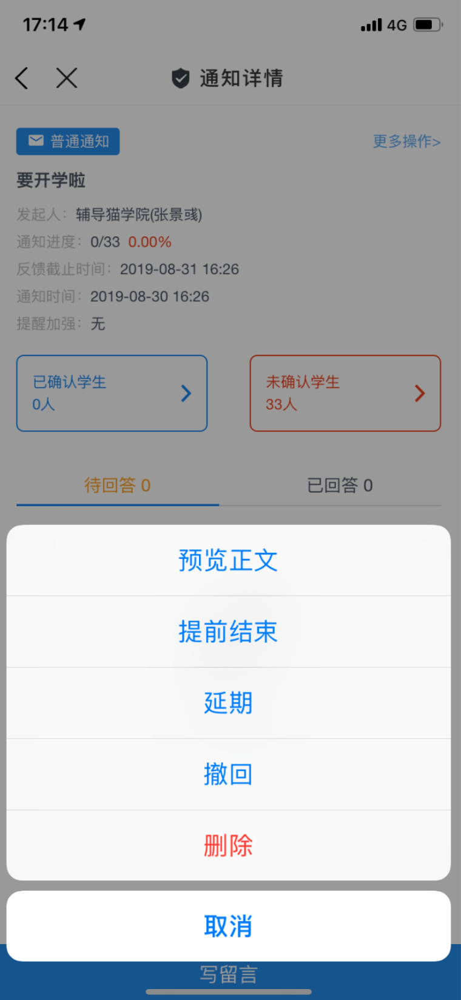 17:14
4G
通知详情
普通通知
更多操作>
要开学啦
发起人：辅导猫学院(张景彧)
通知进度：0/33 0.00%
反馈截止时间：2019-08-31 16:26
通知时间：2019-08-30 16:26
提醒加强：无
已确认学生
0人
未确认学生
33人
待回答 0
已回答 0
预览正文
提前结束
延期
撤回
删除
取消
写留言